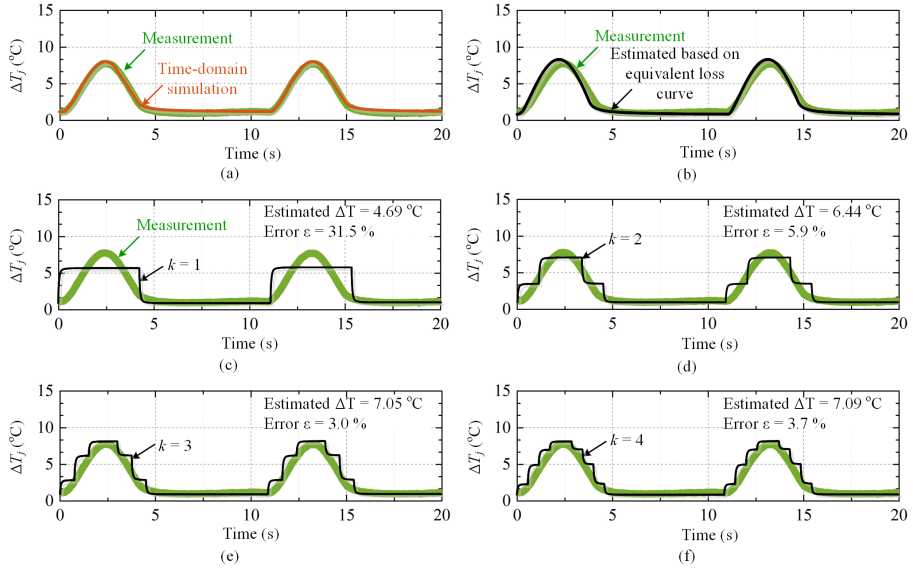 15
10
5
0
ΔTj (°C)
Measurement
Time-domain
simulation
0 5 10 15 20
Time (s)
(a)
15
10
5
0
ΔTj (°C)
Measurement
Estimated based on
equivalent loss
curve
0 5 10 15 20
Time (s)
(b)
15
10
5
0
ΔTj (°C)
Measurement
Estimated ΔT = 4.69 °C
Error ε = 31.5 %
k = 1
0 5 10 15 20
Time (s)
(c)
15
10
5
0
ΔTj (°C)
Estimated ΔT = 6.44 °C
Error ε = 5.9 %
k = 2
0 5 10 15 20
Time (s)
(d)
15
10
5
0
ΔTj (°C)
Estimated ΔT = 7.05 °C
Error ε = 3.0 %
k = 3
0 5 10 15 20
Time (s)
(e)
15
10
5
0
ΔTj (°C)
Estimated ΔT = 7.09 °C
Error ε = 3.7 %
k = 4
0 5 10 15 20
Time (s)
(f)